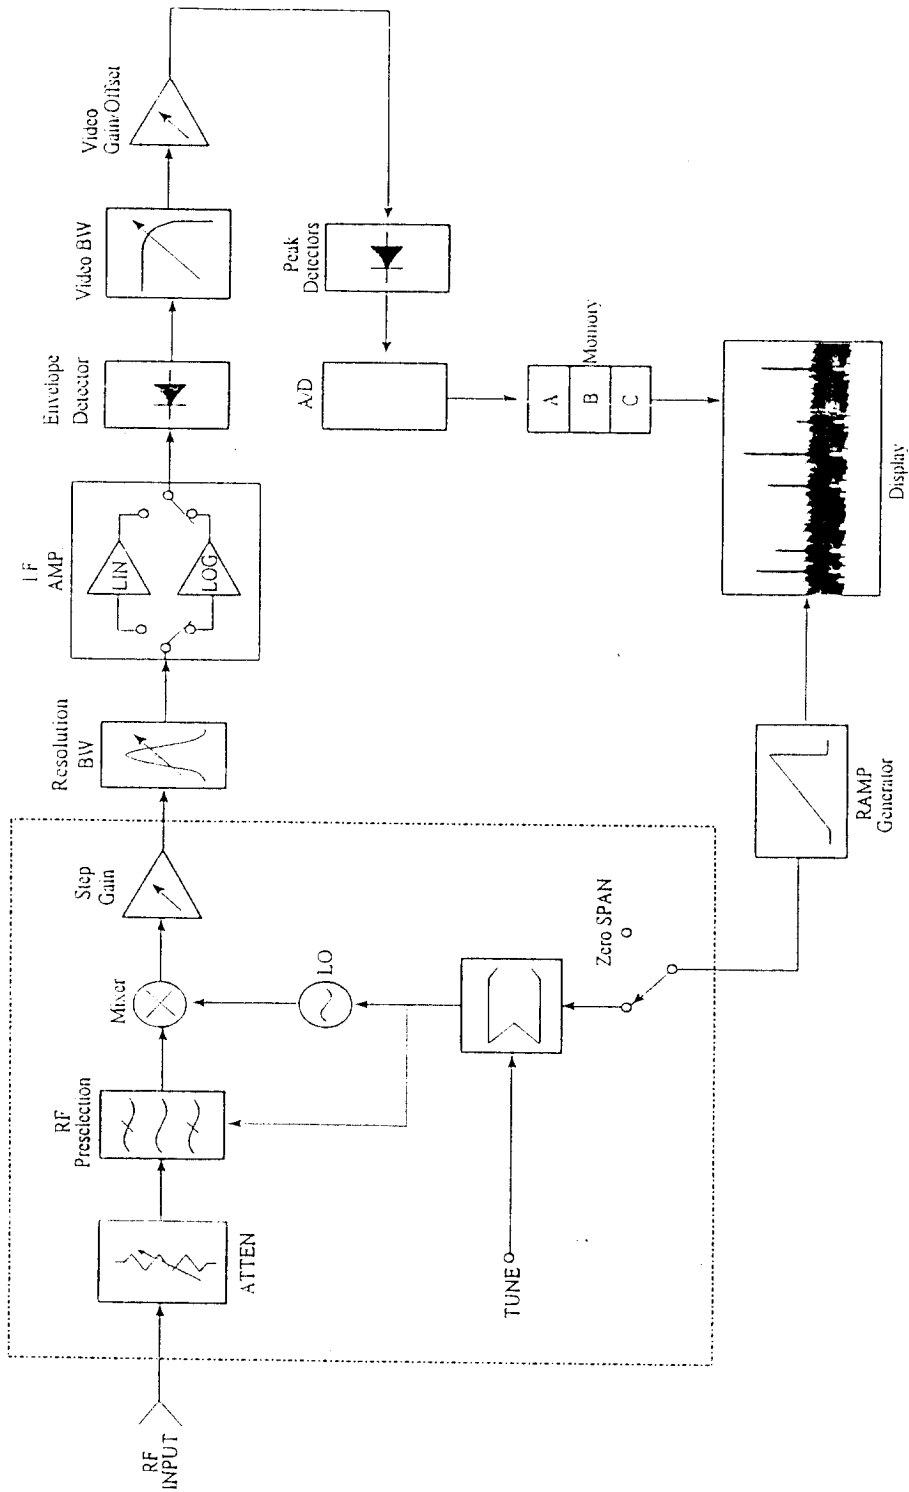 RF
INPUT
ATTEN
RF
Preselection
Mixer
LO
Step
Gain
TUNE
Zero SPAN
Resolution
BW
I F
AMP
LIN
LOG
Envelope
Detector
Video BW
Video
Gain/Offset
Peak
Detectors
A/D
A
B
C
Memory
Display
RAMP
Generator